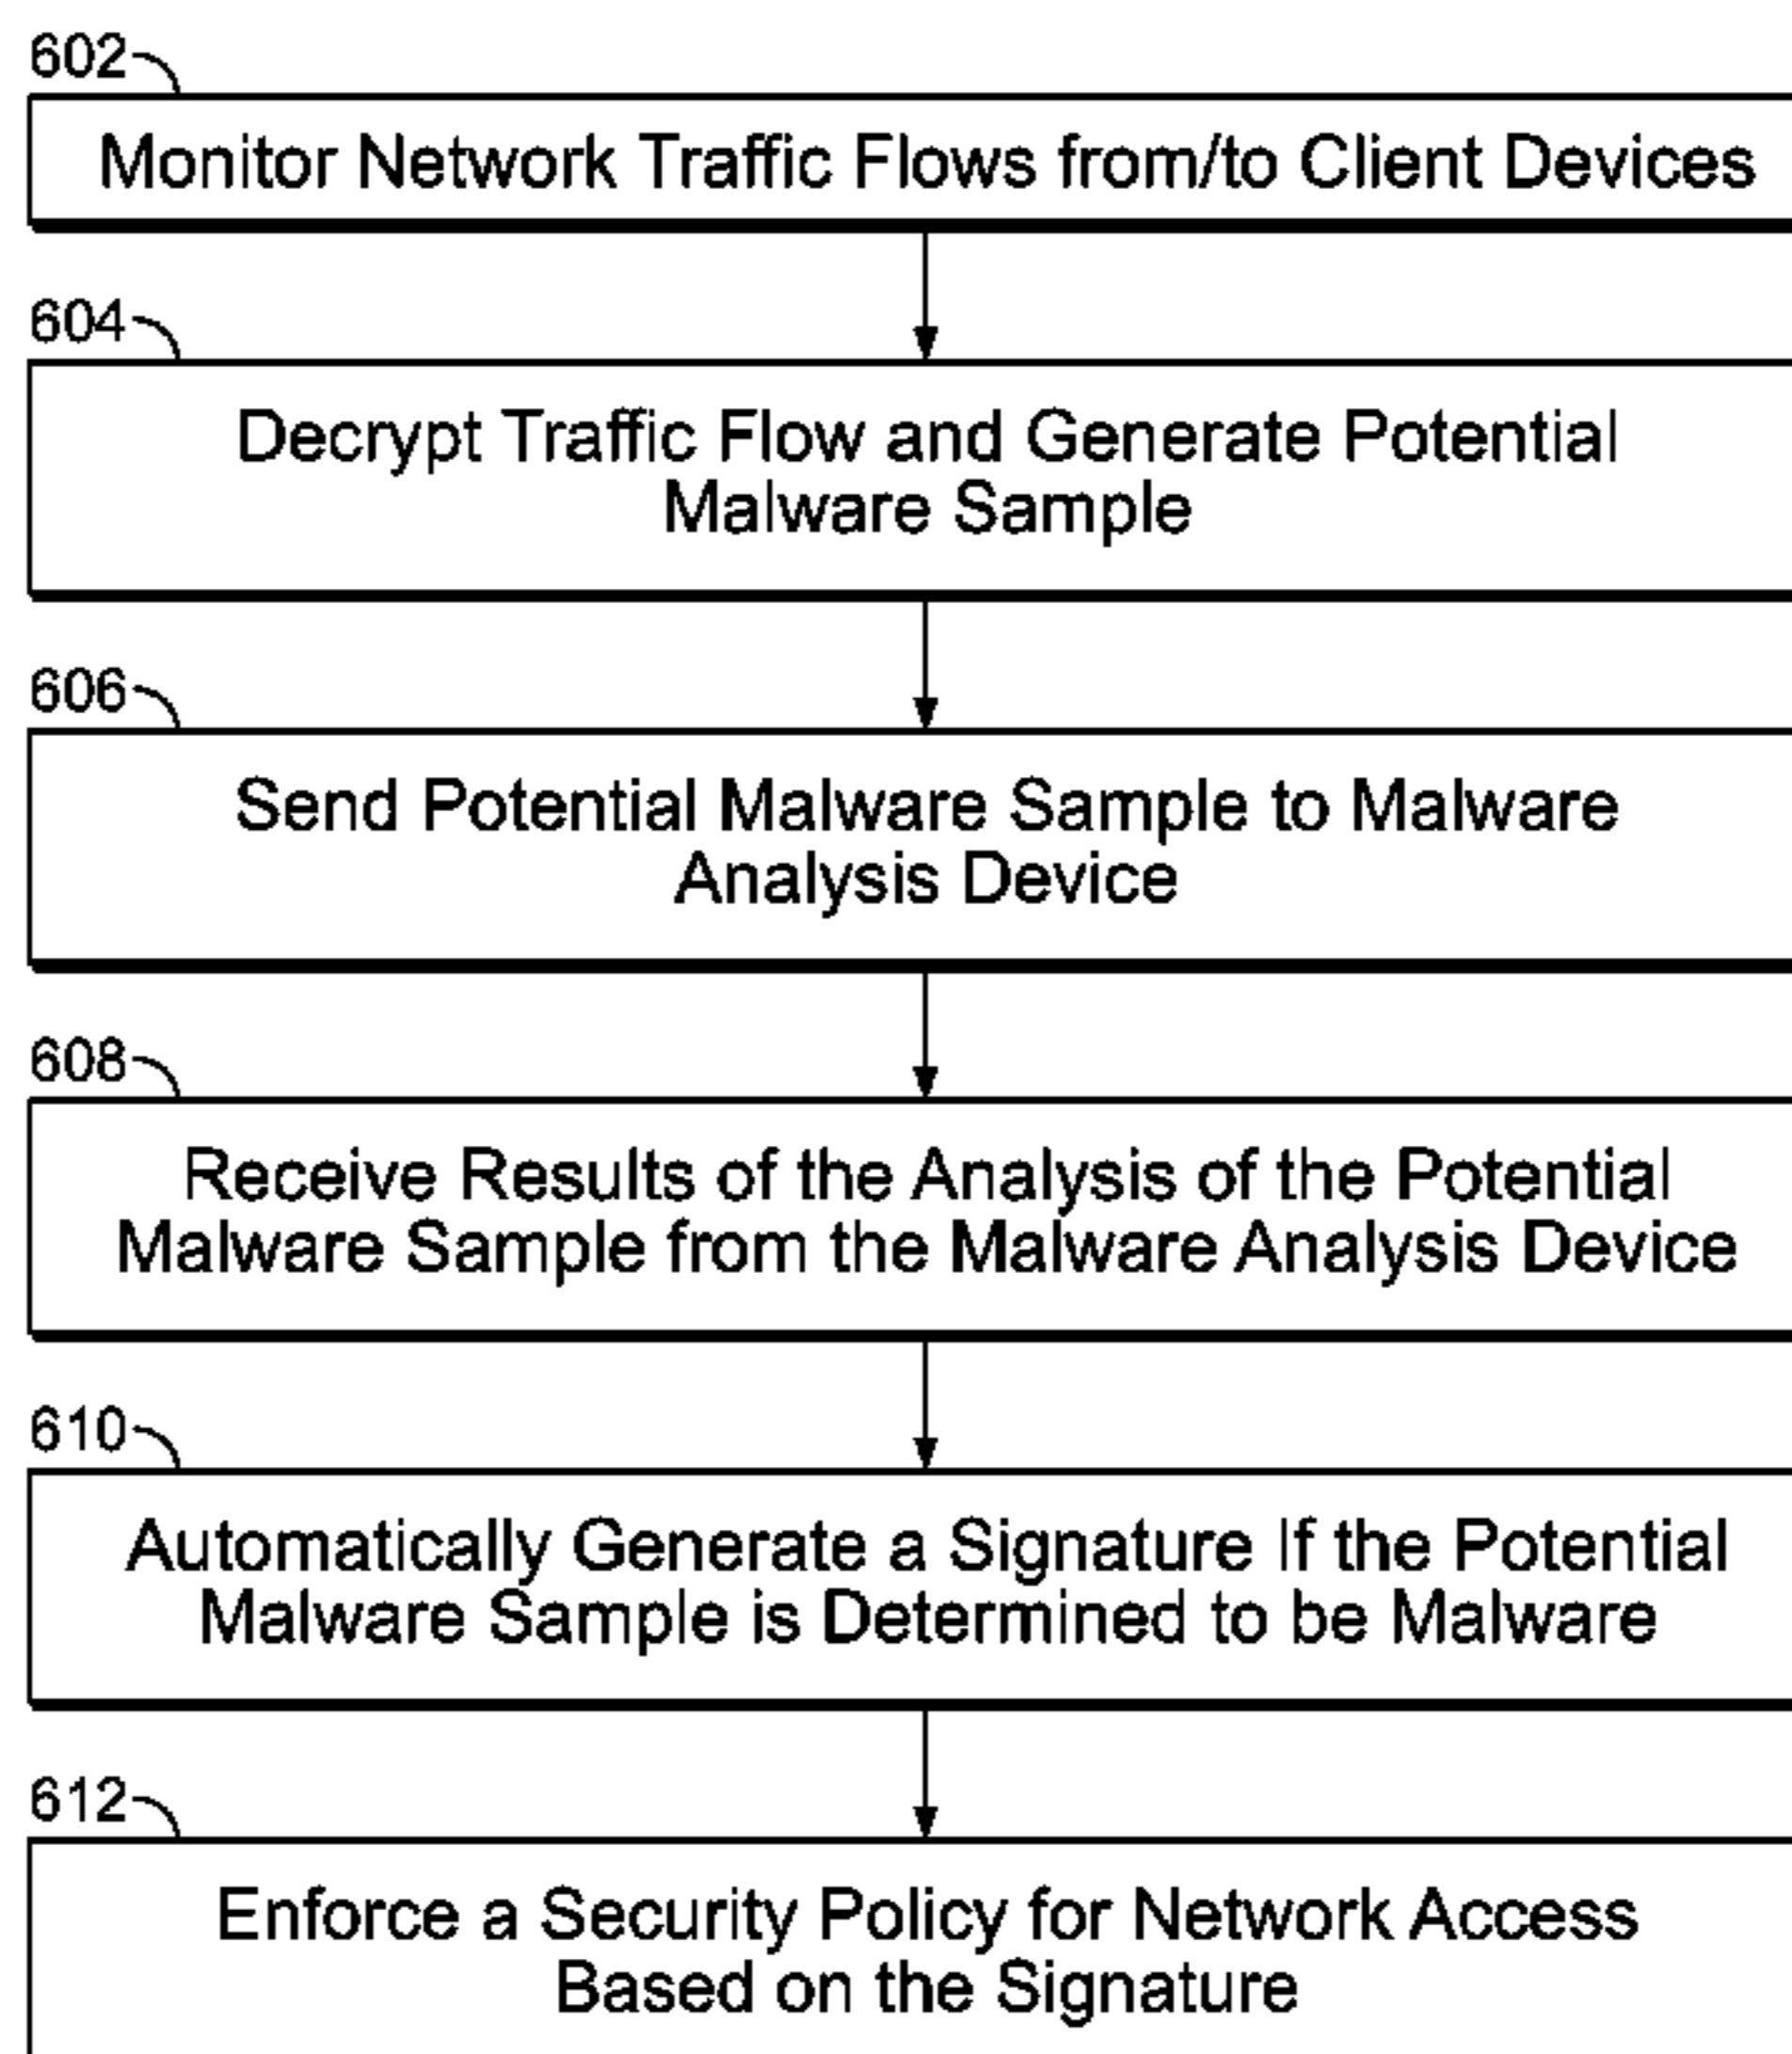 602
Monitor Network Traffic Flows from/to Client Devices
604
Decrypt Traffic Flow and Generate Potential
Malware Sample
606
Send Potential Malware Sample to Malware
Analysis Device
608
Receive Results of the Analysis of the Potential
Malware Sample from the Malware Analysis Device
610
Automatically Generate a Signature If the Potential
Malware Sample is Determined to be Malware
612
Enforce a Security Policy for Network Access
Based on the Signature